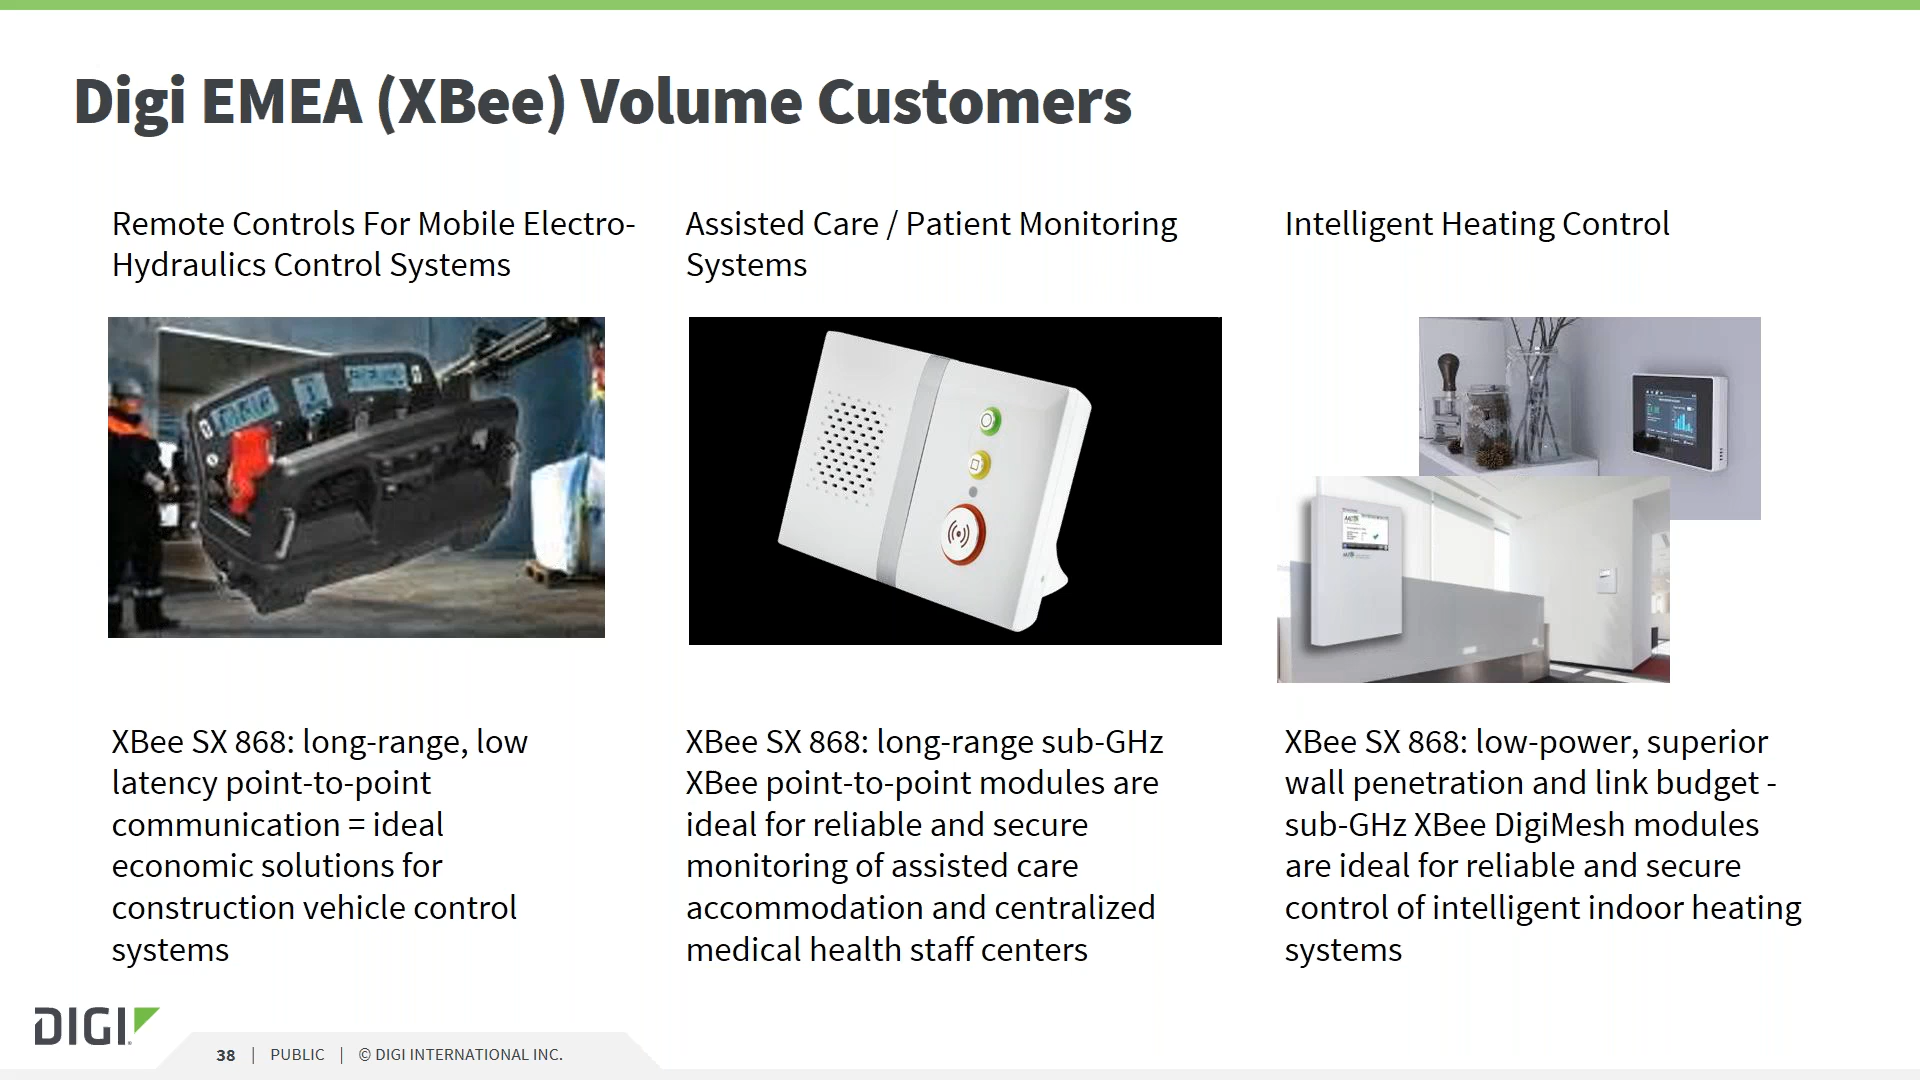 Digi EMEA (XBee) Volume Customers
Remote Controls For Mobile Electro-
Hydraulics Control Systems
XBee SX 868: long-range, low
latency point-to-point
communication = ideal
economic solutions for
construction vehicle control
systems
Assisted Care / Patient Monitoring
Systems
XBee SX 868: long-range sub-GHz
XBee point-to-point modules are
ideal for reliable and secure
monitoring of assisted care
accommodation and centralized
medical health staff centers
Intelligent Heating Control
XBee SX 868: low-power, superior
wall penetration and link budget -
sub-GHz XBee DigiMesh modules
are ideal for reliable and secure
control of intelligent indoor heating
systems
DIGI
38 | PUBLIC | © DIGI INTERNATIONAL INC.